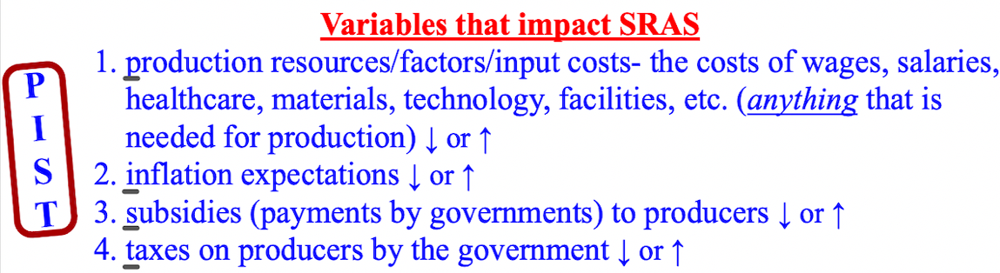 Variables that impact SRAS
P
I
S
T
1. production resources/factors/input costs- the costs of wages, salaries,
healthcare, materials, technology, facilities, etc. (anything that is
needed for production) ↓ or ↑
2. inflation expectations ↓ or ↑
3. subsidies (payments by governments) to producers ↓ or ↑
4. taxes on producers by the government ↓ or ↑